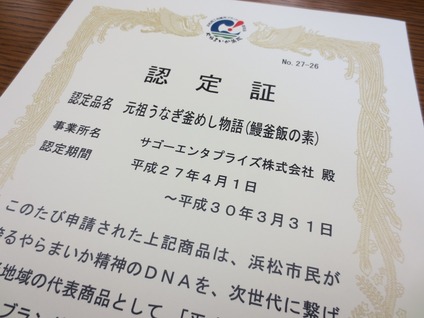 No. 27-26
認定証
認定品名 元祖うなぎ釜めし物語(鰻釜飯の素)
事業所名 サゴーエンタプライズ株式会社 殿
認定期間 平成27年4月1日
～平成30年3月31日
このたび申請された上記商品は、浜松市民が
るやらまいか精神のDNAを、次世代に繋げ
地域の代表商品として、「
ブラン